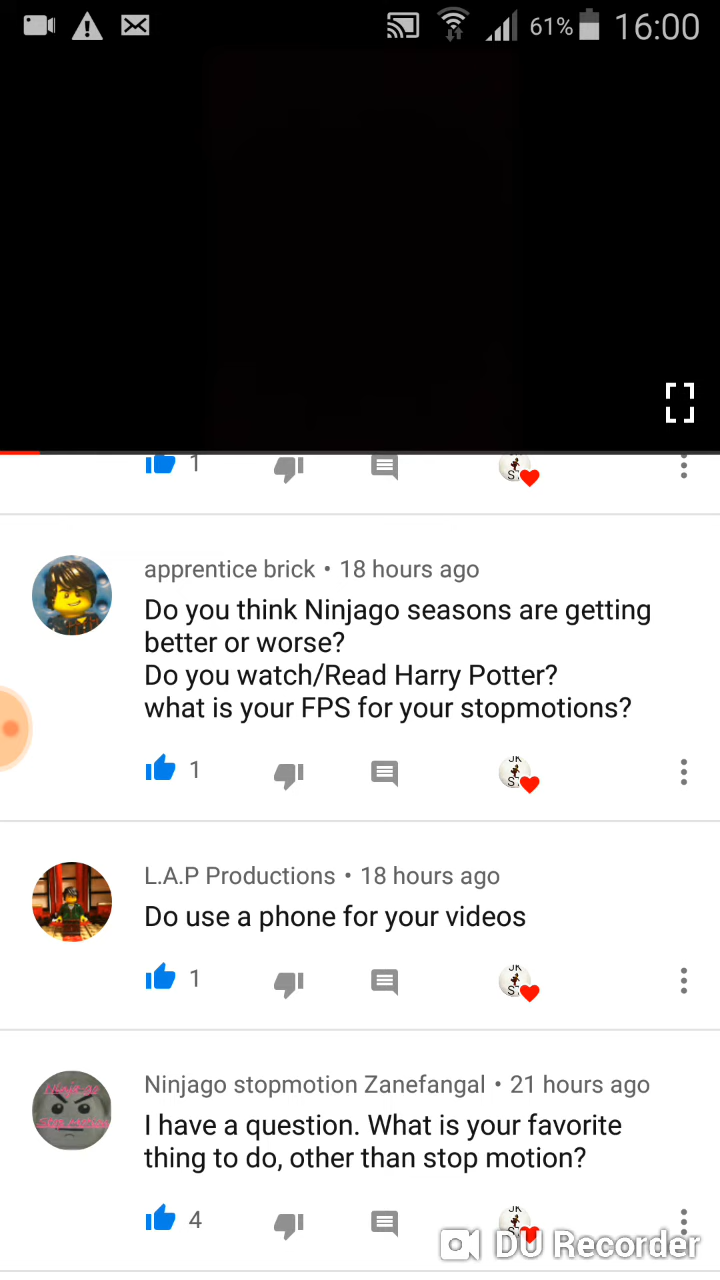 61% 16:00
1
apprentice brick • 18 hours ago
Do you think Ninjago seasons are getting
better or worse?
Do you watch/Read Harry Potter?
what is your FPS for your stopmotions?
1
L.A.P Productions • 18 hours ago
Do use a phone for your videos
1
Ninjago stopmotion Zanefangal • 21 hours ago
I have a question. What is your favorite
thing to do, other than stop motion?
4
DU Recorder